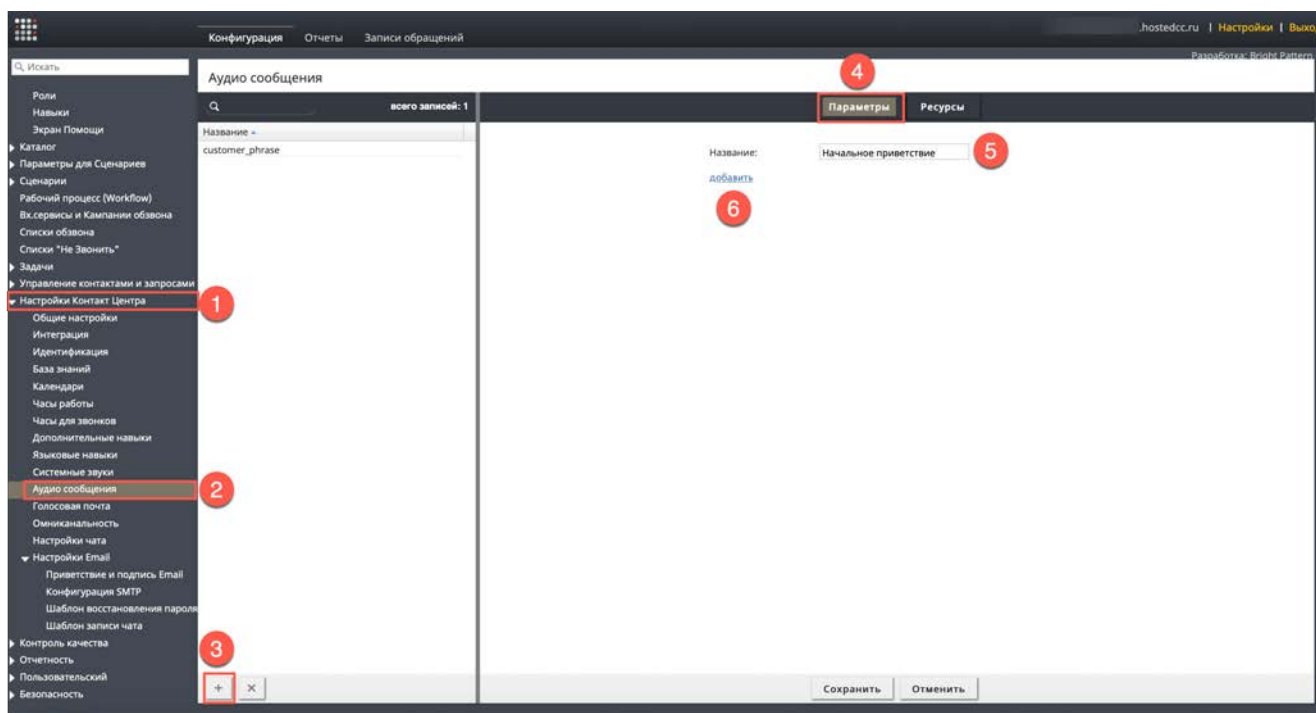 Конфигурация Отчеты Записи обращений
.hostedcc.ru | Настройки | Выхо
Разработка: Bright Pattern
Искать
Роли
Навыки
Экран Помощи
Каталог
Параметры для Сценариев
Сценарии
Рабочий процесс (Workflow)
Вх.сервисы и Кампании обзвона
Списки обзвона
Списки "Не Звонить"
Задачи
Управление контактами и запросами
Настройки Контакт Центра
1
Общие настройки
Интеграция
Идентификация
База знаний
Календари
Часы работы
Часы для звонков
Дополнительные навыки
Языковые навыки
Системные звуки
Аудио сообщения
2
Голосовая почта
Омниканальность
Настройки чата
Настройки Email
Приветствие и подпись Email
Конфигурация SMTP
Шаблон восстановления пароля
Шаблон записи чата
Контроль качества
Отчетность
Пользовательский
Безопасность
Аудио сообщения
всего записей: 1
Название
customer_phrase
3
+ ×
4
Параметры Ресурсы
Название: Начальное приветствие 5
добавить
6
Сохранить Отменить